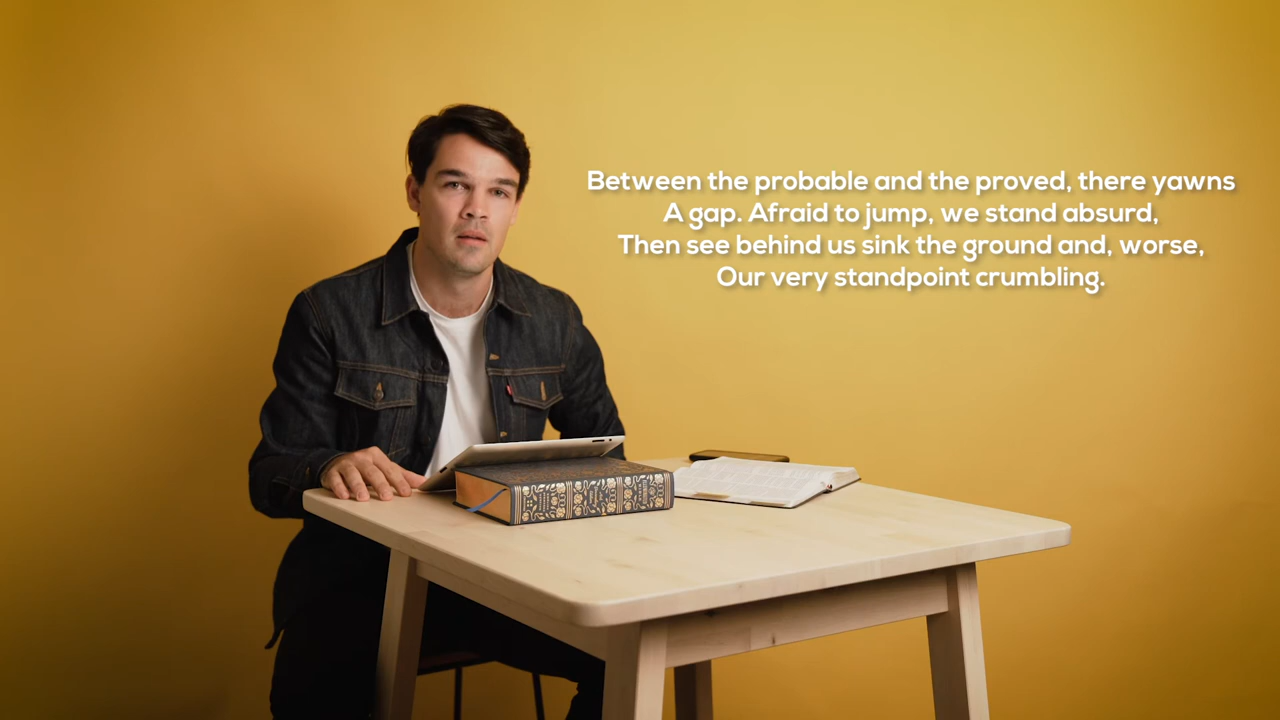 Between the probable and the proved, there yawns
A gap. Afraid to jump, we stand absurd,
Then see behind us sink the ground and, worse,
Our very standpoint crumbling.